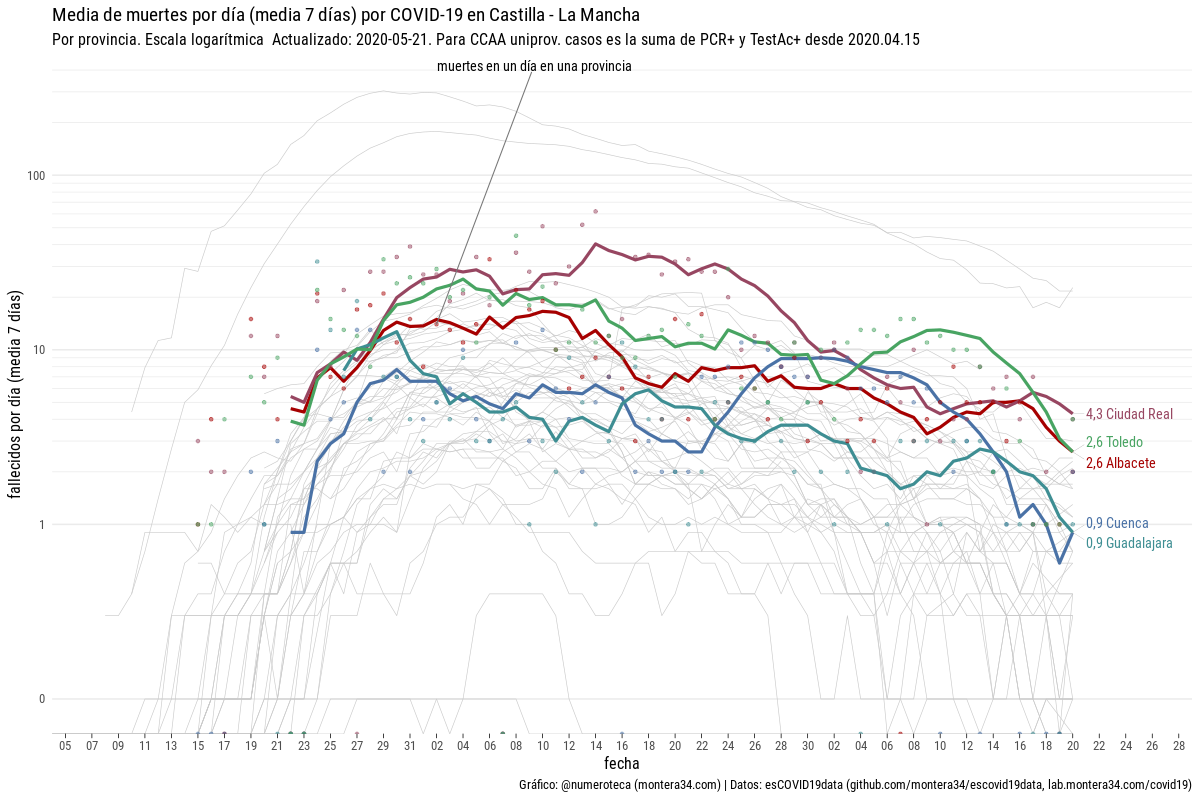 Media de muertes por día (media 7 días) por COVID-19 en Castilla - La Mancha
Por provincia. Escala logarítmica  Actualizado: 2020-05-21. Para CCAA uniprov. casos es la suma de PCR+ y TestAc+ desde 2020.04.15
muertes en un día en una provincia
fallecidos por día (media  7 días)
100
10
1
0
4,3 Ciudad Real
2,6 Toledo
2,6 Albacete
0,9 Cuenca
0,9 Guadalajara
05 07 09 11 13 15 17 19 21 23 25 27 29 31 02 04 06 08 10 12 14 16 18 20 22 24 26 28 30 02 04 06 08 10 12 14 16 18 20 22 24 26 28
fecha
Gráfico: @numeroteca (montera34.com) | Datos: esCOVID19data (github.com/montera34/escovid19data, lab.montera34.com/covid19)